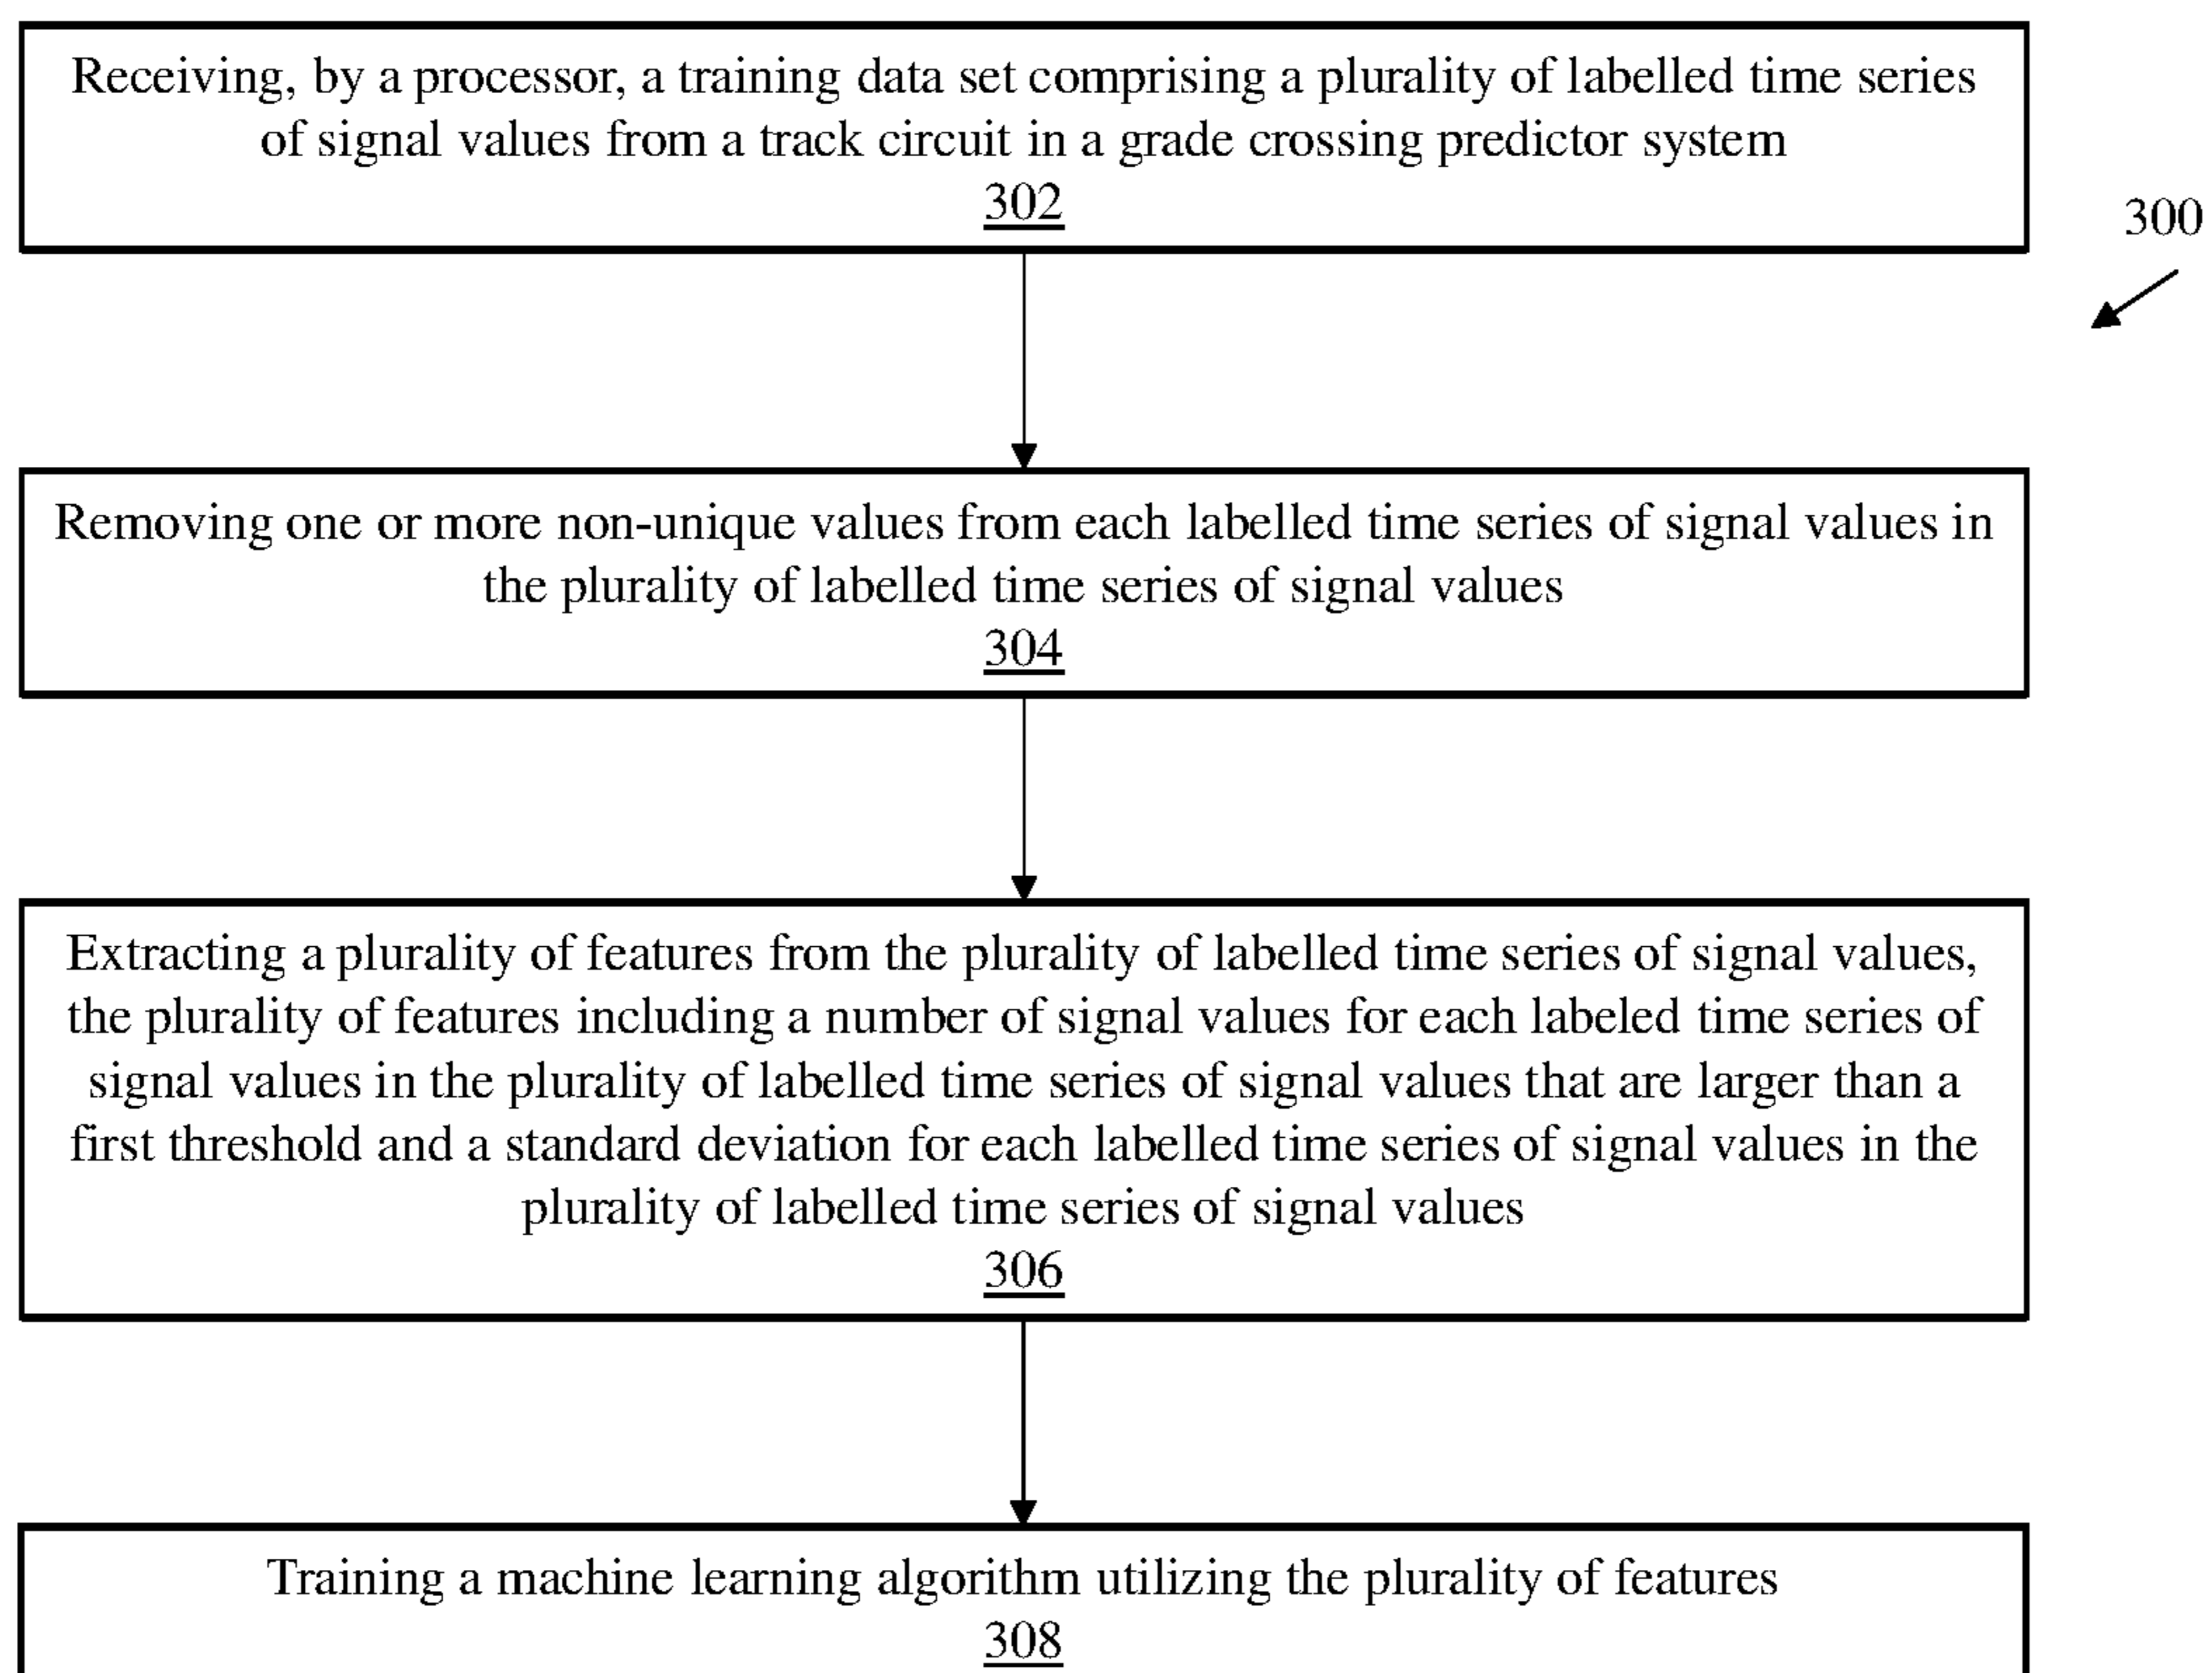 Receiving, by a processor, a training data set comprising a plurality of labelled time series
of signal values from a track circuit in a grade crossing predictor system
302
300
Removing one or more non-unique values from each labelled time series of signal values in
the plurality of labelled time series of signal values
304
Extracting a plurality of features from the plurality of labelled time series of signal values,
the plurality of features including a number of signal values for each labeled time series of
signal values in the plurality of labelled time series of signal values that are larger than a
first threshold and a standard deviation for each labelled time series of signal values in the
plurality of labelled time series of signal values
306
Training a machine learning algorithm utilizing the plurality of features
308